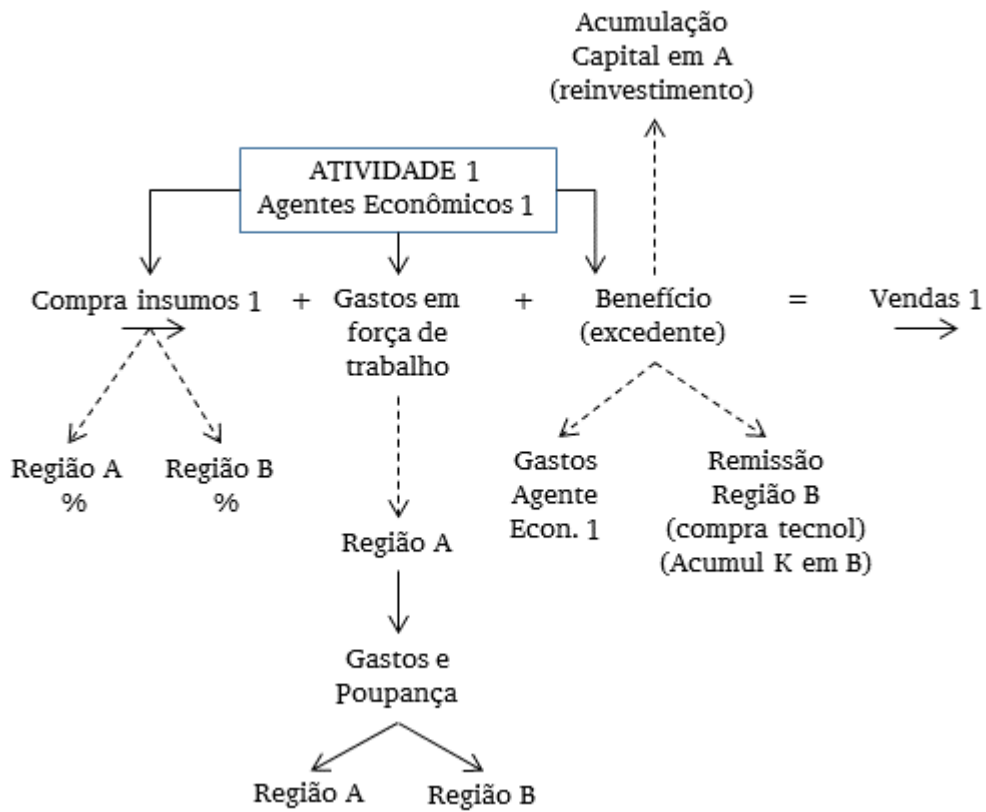 Acumulação
Capital em A
(reinvestimento)
ATIVIDADE 1
Agentes Econômicos 1
Compra insumos 1 + Gastos em força de trabalho + Benefício (excedente) = Vendas 1
Região A
%
Região B
%
Região A
Gastos
Agente
Econ. 1
Remissão
Região B
(compra tecnol)
(Acumul K em B)
Gastos e
Poupança
Região A
Região B